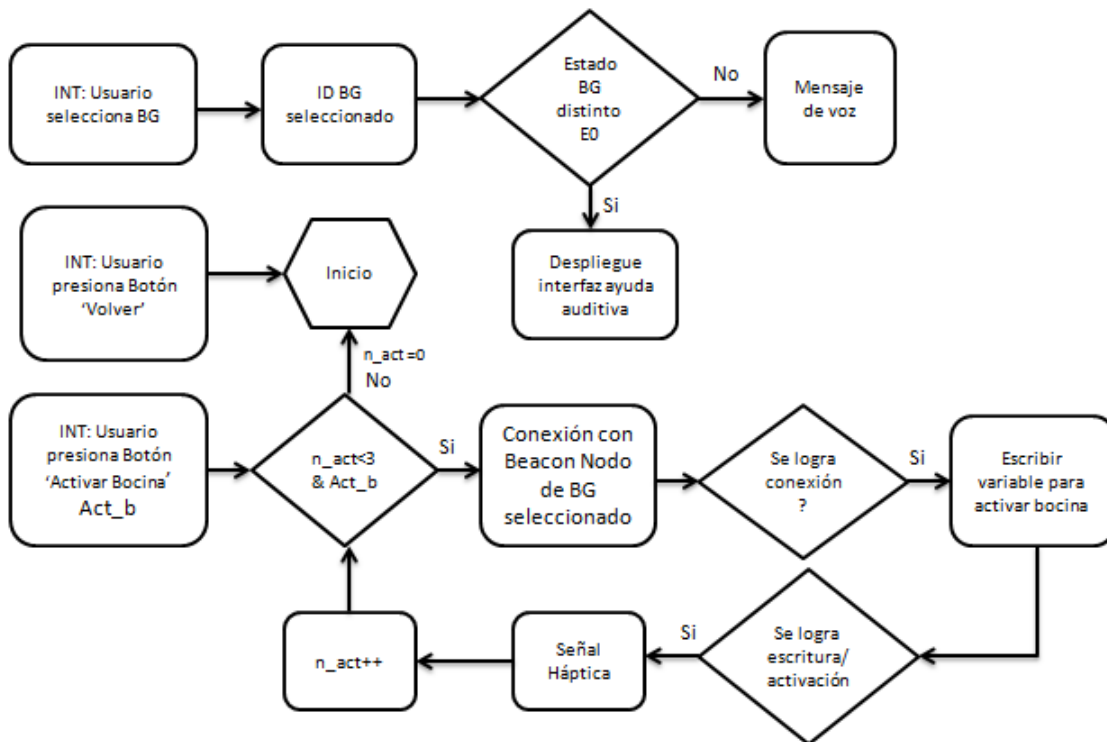 INT: Usuario
selecciona BG
ID BG
seleccionado
Estado
BG
distinto
E0
No
Mensaje
de voz
Si
Despliegue
interfaz ayuda
auditiva
INT: Usuario
presiona Botón
‘Volver’
Inicio
n_act =0
No
INT: Usuario
presiona Botón
‘Activar Bocina’
Act_b
n_act<3
& Act_b
Si
Conexión con
Beacon Nodo
de BG
seleccionado
Se logra
conexión
?
Si
Escribir
variable para
activar bocina
Se logra
escritura/
activación
Si
Señal
Háptica
n_act++